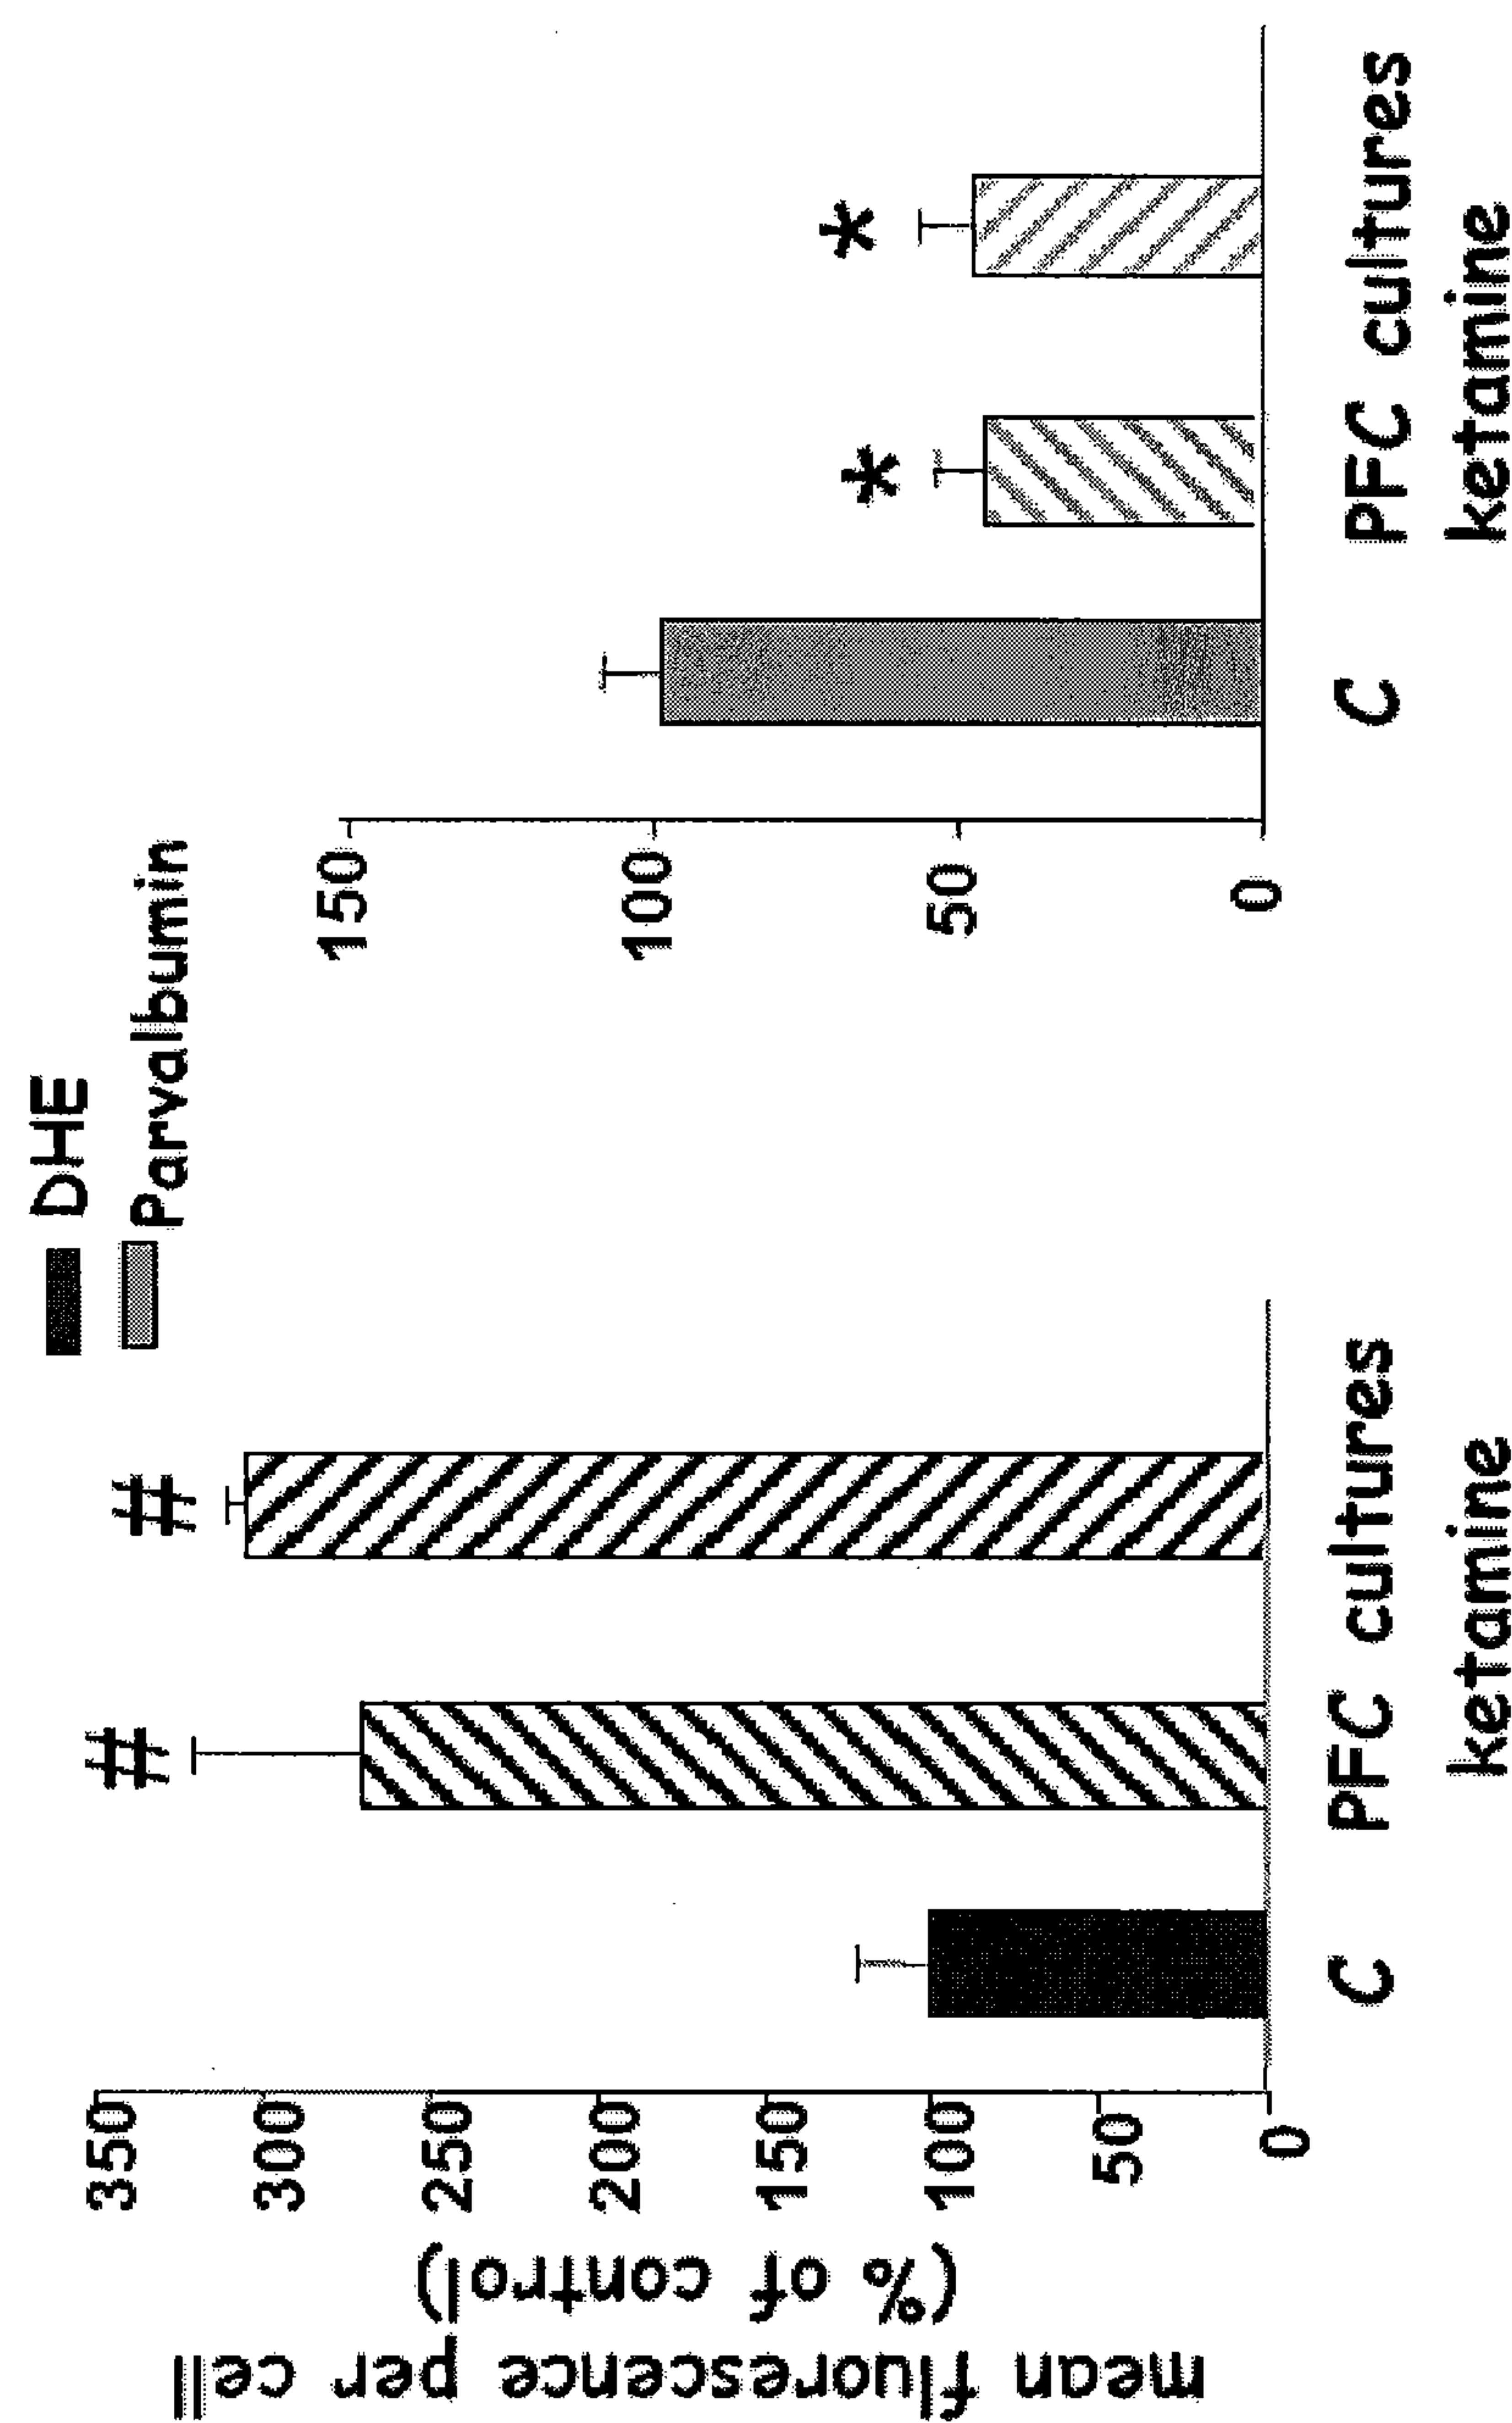 DHE
Parvalbumin
mean fluorescence per cell
(% of control)
350
300
250
200
150
100
50
0
#
#
C
PFC cultures
ketamine
150
100
50
0
*
*
C
PFC cultures
ketamine